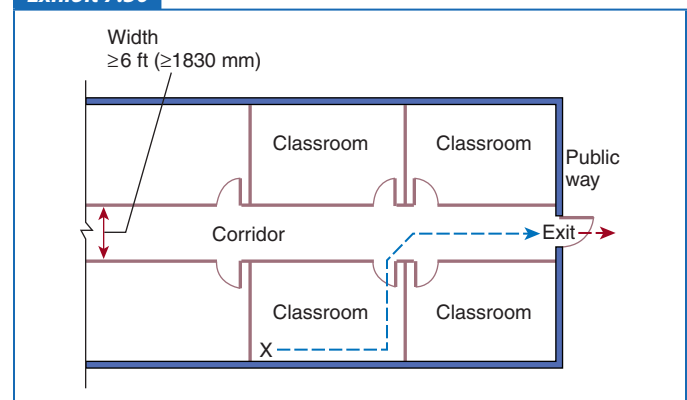 Width
≥6 ft (≥1830 mm)
Classroom
Classroom
Public
way
Corridor
Exit
Classroom
Classroom
X